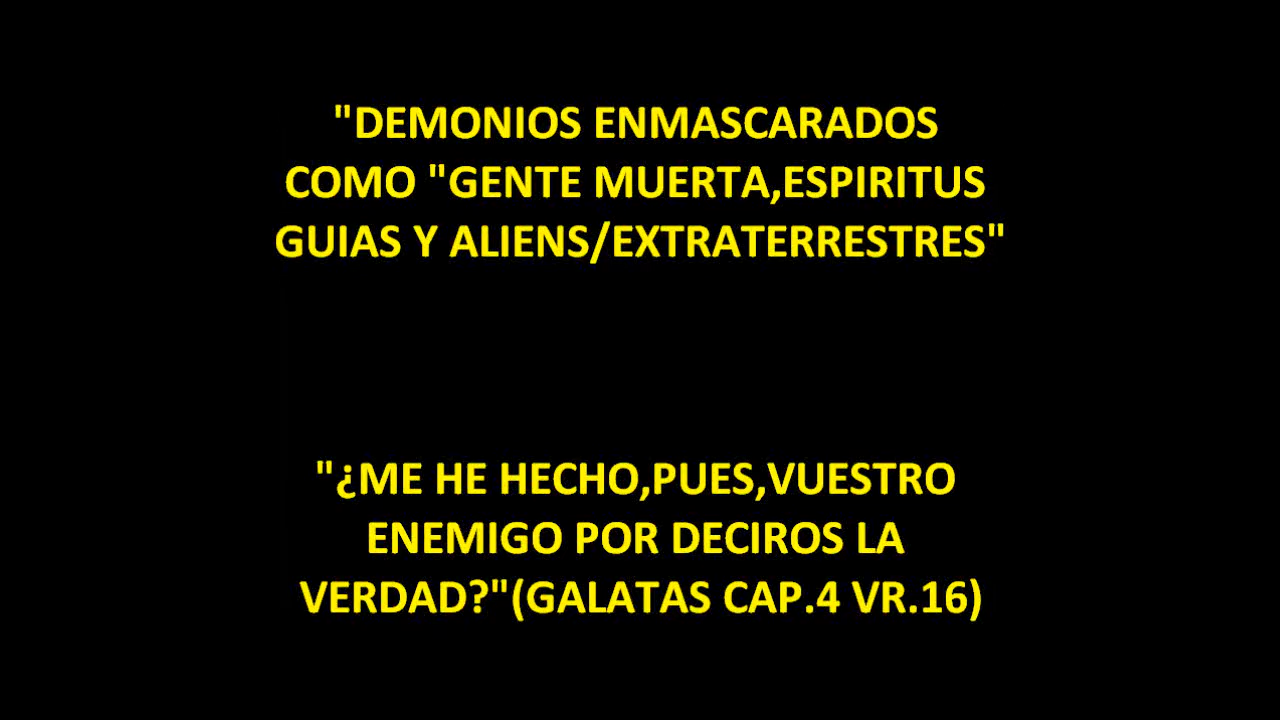 "DEMONIOS ENMASCARADOS
COMO "GENTE MUERTA,ESPIRITUS
GUIAS Y ALIENS/EXTRATERRESTRES"
"¿ME HE HECHO,PUES,VUESTRO
ENEMIGO POR DECIROS LA
VERDAD?"(GALATAS CAP.4 VR.16)